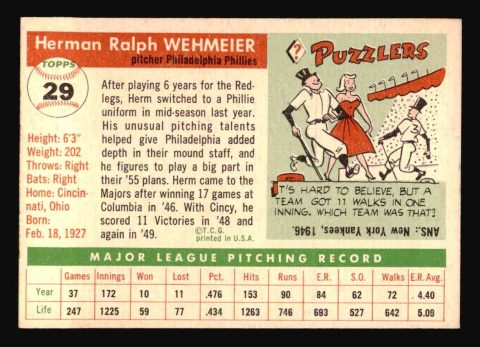 Herman Ralph WEHMEIER
pitcher Philadelphia Phillies
TOPPS
29
Height: 6'3"
Weight: 202
Throws: Right
Bats: Right
Home: Cincin-
nati, Ohio
Born:
Feb. 18, 1927
After playing 6 years for the Red-
legs, Herm switched to a Phillie
uniform in mid-season last year.
His unusual pitching talents
helped give Philadelphia added
depth in their mound staff, and
he figures to play a big part in
their '55 plans. Herm came to the
Majors after winning 17 games
at Columbia in '46. With Cincy, he
scored 11 Victories in '48 and
again in '49.
©T.C.G.
printed in U.S.A.
?
PUZZLERS
IT'S HARD TO BELIEVE, BUT A
TEAM GOT 11 WALKS IN ONE
INNING. WHICH TEAM WAS THAT?
ANS.: New York Yankees, 1946.
MAJOR LEAGUE PITCHING RECORD
Games Innings Won Lost Pct. Hits Runs E.R. S.O. Walks E.R. Avg.
Year 37 172 10 11 .476 153 90 84 62 72 4.40
Life 247 1225 59 77 .434 1263 746 693 527 642 5.09